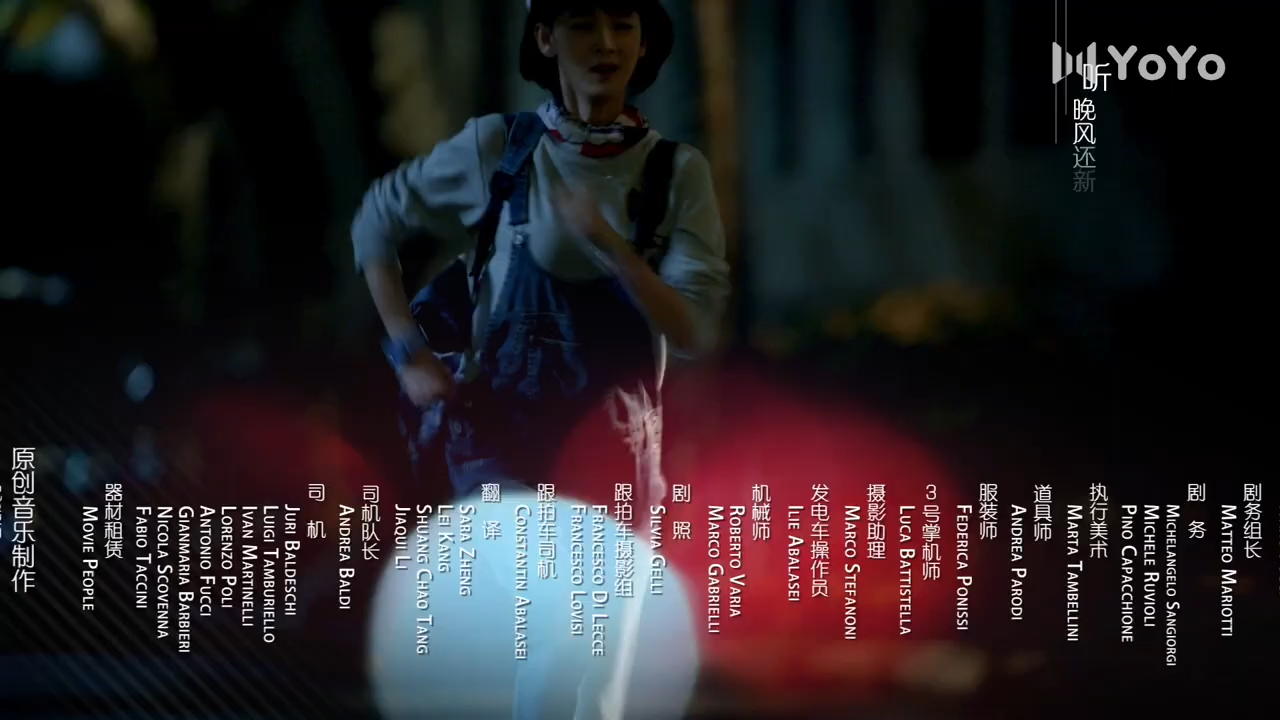 YoYo
听
晚风
还新
剧务组长
MATTEO MARIOTTI
剧 务
MICHELANGELO SANGIORGI
MICHELE RUVIOLI
PINO CAPACCHIONE
执行美术
MARTA TAMBELLINI
道具师
ANDREA PARODI
服装师
FEDERICA PONISSI
3号掌机师
LUCA BATTISTELLA
摄影助理
MARCO STEFANONI
发电车操作员
ILIE ABALASEI
机械师
ROBERTO VARIA
MARCO GABRIELLI
剧 照
SILVIA GELLI
跟拍车摄影组
FRANCESCO DI LECCE
FRANCESCO LOVISI
跟拍车司机
CONSTANTIN ABALASEI
翻 译
SARA ZHENG
LEI KANG
SHUANG CHAO TANG
JIAQUI LI
司机队长
ANDREA BALDI
司 机
JURI BALDESCHI
LUIGI TAMBURIELLO
IVAN MARTINELLI
LORENZO POLI
ANTONIO FUCCI
GIANMARIA BARBIERI
NICOLA SCOVENNA
FABIO TACCINI
器材租赁
MOVIE PEOPLE
原创音乐制作